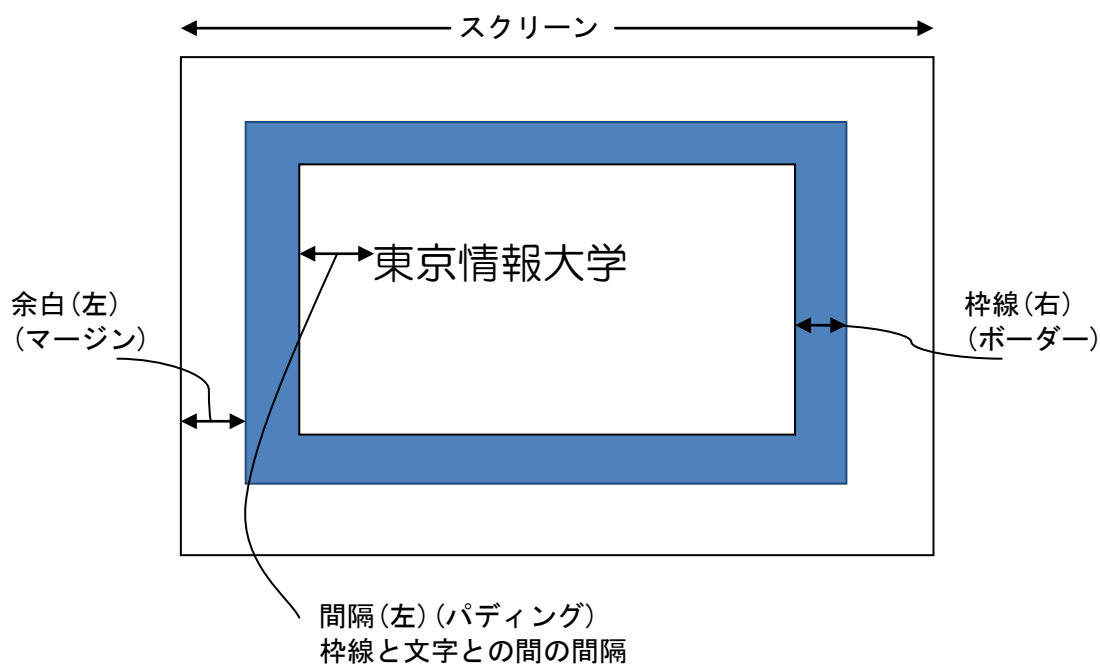 スクリーン
東京情報大学
余白(左)
(マージン)
枠線(右)
(ボーダー)
間隔(左)(パディング)
枠線と文字との間の間隔